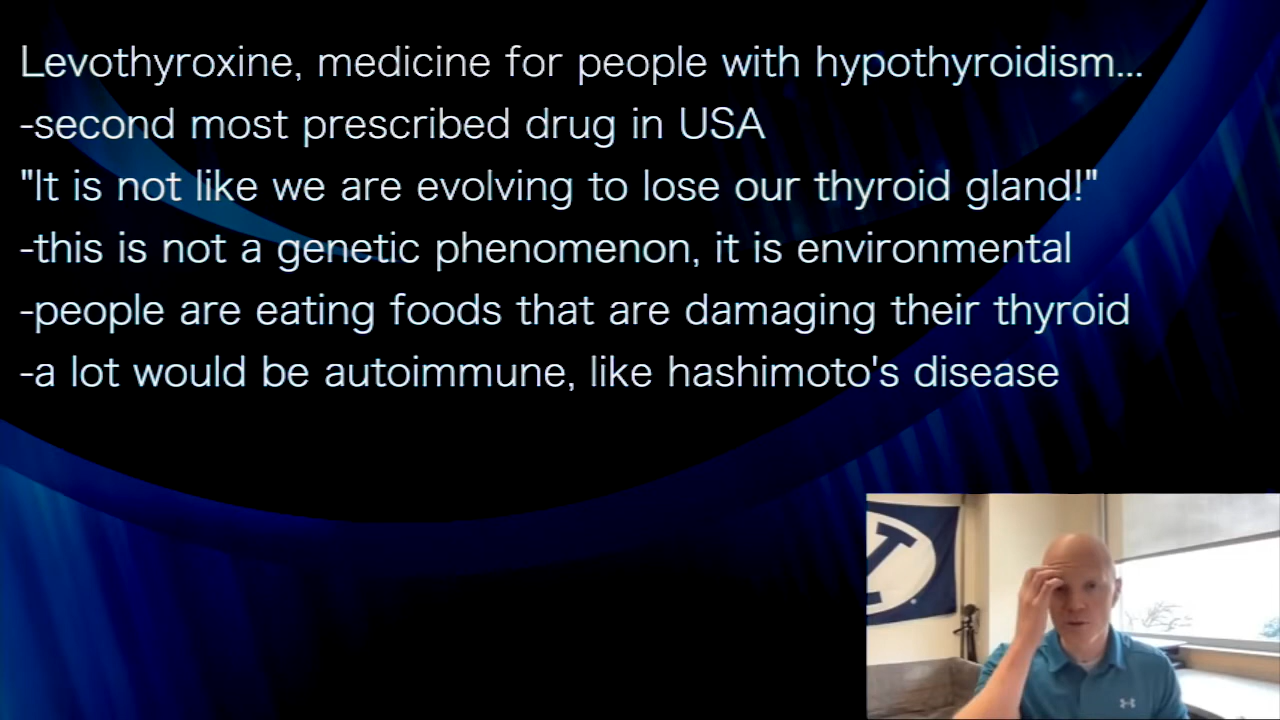 Levothyroxine, medicine for people with hypothyroidism...
-second most prescribed drug in USA
"It is not like we are evolving to lose our thyroid gland!"
-this is not a genetic phenomenon, it is environmental
-people are eating foods that are damaging their thyroid
-a lot would be autoimmune, like hashimoto's disease
Y